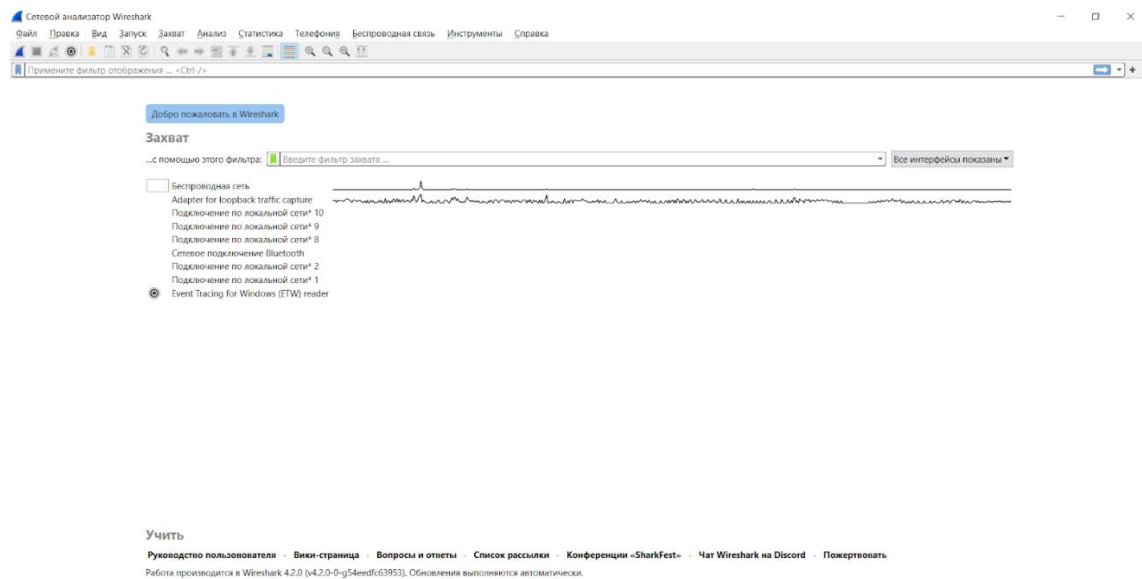 Сетевой анализатор Wireshark
Файл Правка Вид Запуск Захват Анализ Статистика Телефония Беспроводная связь Инструменты Справка
Примените фильтр отображения ... <Ctrl-/>
Добро пожаловать в Wireshark
Захват
...с помощью этого фильтра: Введите фильтр захвата ... Все интерфейсы показаны
Беспроводная сеть
Adapter for loopback traffic capture
Подключение по локальной сети* 10
Подключение по локальной сети* 9
Подключение по локальной сети* 8
Сетевое подключение Bluetooth
Подключение по локальной сети* 2
Подключение по локальной сети* 1
Event Tracing for Windows (ETW) reader
Учить
Руководство пользовователя · Вики-страница · Вопросы и ответы · Список рассылки · Конференции «SharkFest» · Чат Wireshark на Discord · Пожертвовать
Работа производится в Wireshark 4.2.0 (v4.2.0-0-g54eedfc63953). Обновления выполняются автоматически.